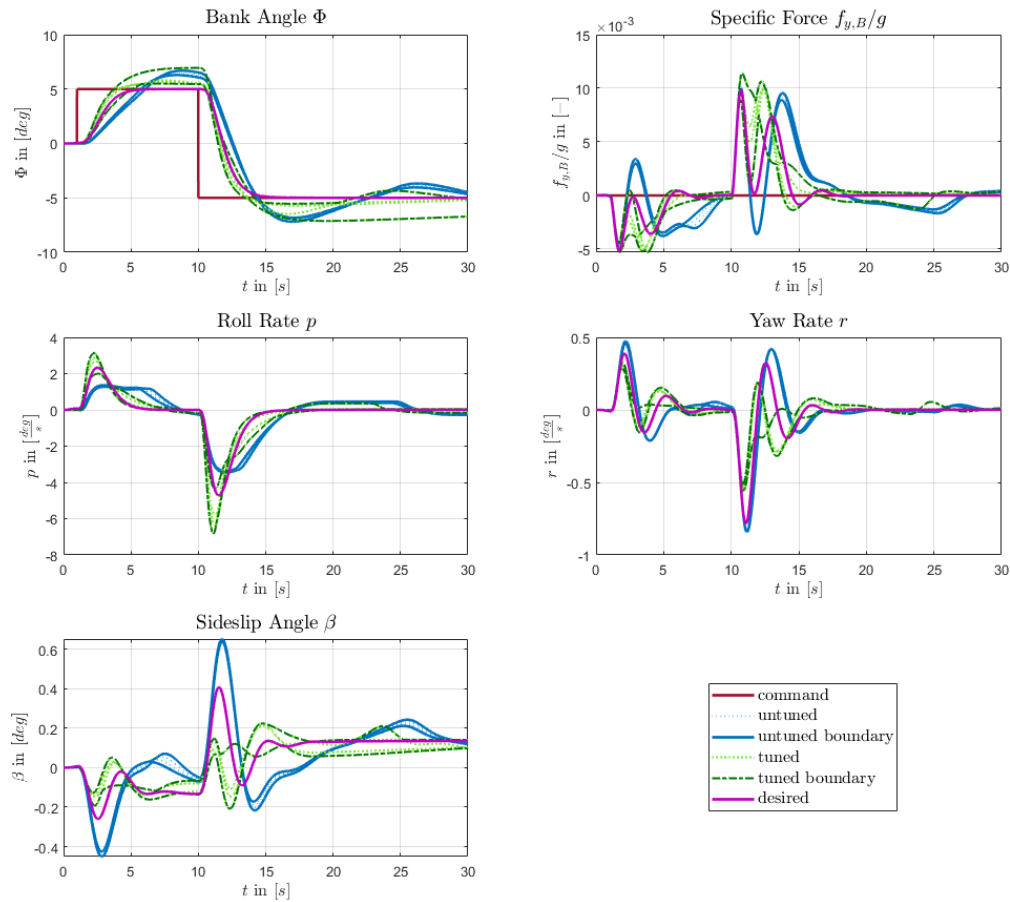 Bank Angle Φ
10
5
0
-5
-10
Φ in [deg]
0 5 10 15 20 25 30
t in [s]
Specific Force f_{y,B}/g
×10^{-3}
15
10
5
0
-5
f_{y,B}/g in [−]
0 5 10 15 20 25 30
t in [s]
Roll Rate p
4
2
0
-2
-4
-6
-8
p in [deg/s]
0 5 10 15 20 25 30
t in [s]
Yaw Rate r
0.5
0
-0.5
-1
r in [deg/s]
0 5 10 15 20 25 30
t in [s]
Sideslip Angle β
0.6
0.4
0.2
0
-0.2
-0.4
β in [deg]
0 5 10 15 20 25 30
t in [s]
command
untuned
untuned boundary
tuned
tuned boundary
desired